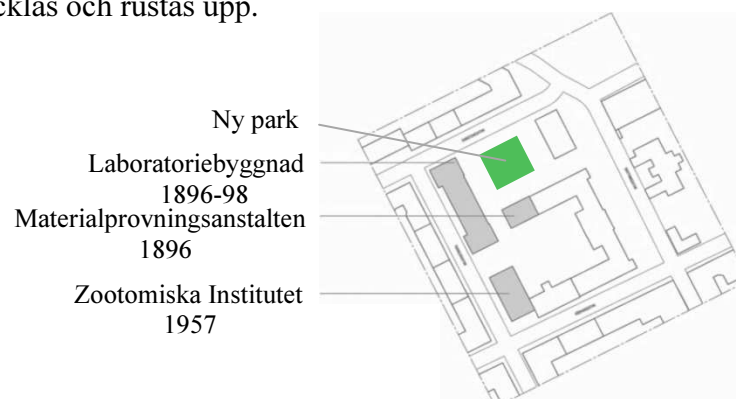 cklas och rustas upp.
Ny park
Laboratoriebyggnad
1896-98
Materialprovningsanstalten
1896
Zootomiska Institutet
1957